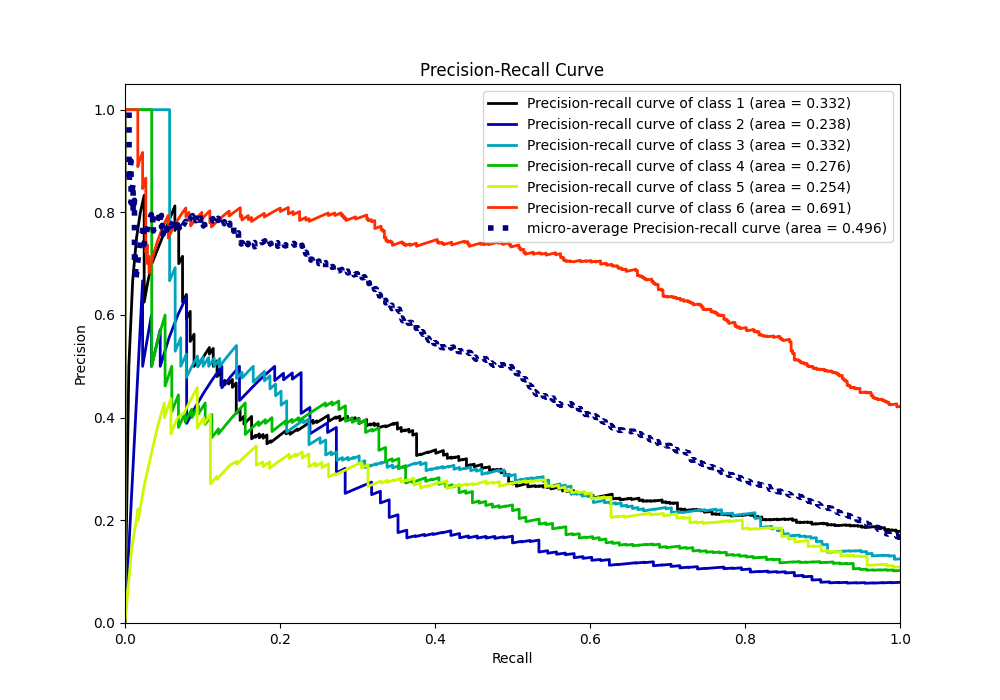 Precision-Recall Curve
Precision-recall curve of class 1 (area = 0.332)
Precision-recall curve of class 2 (area = 0.238)
Precision-recall curve of class 3 (area = 0.332)
Precision-recall curve of class 4 (area = 0.276)
Precision-recall curve of class 5 (area = 0.254)
Precision-recall curve of class 6 (area = 0.691)
micro-average Precision-recall curve (area = 0.496)
1.0
0.8
0.6
0.4
0.2
0.0
Precision
0.0 0.2 0.4 0.6 0.8 1.0
Recall